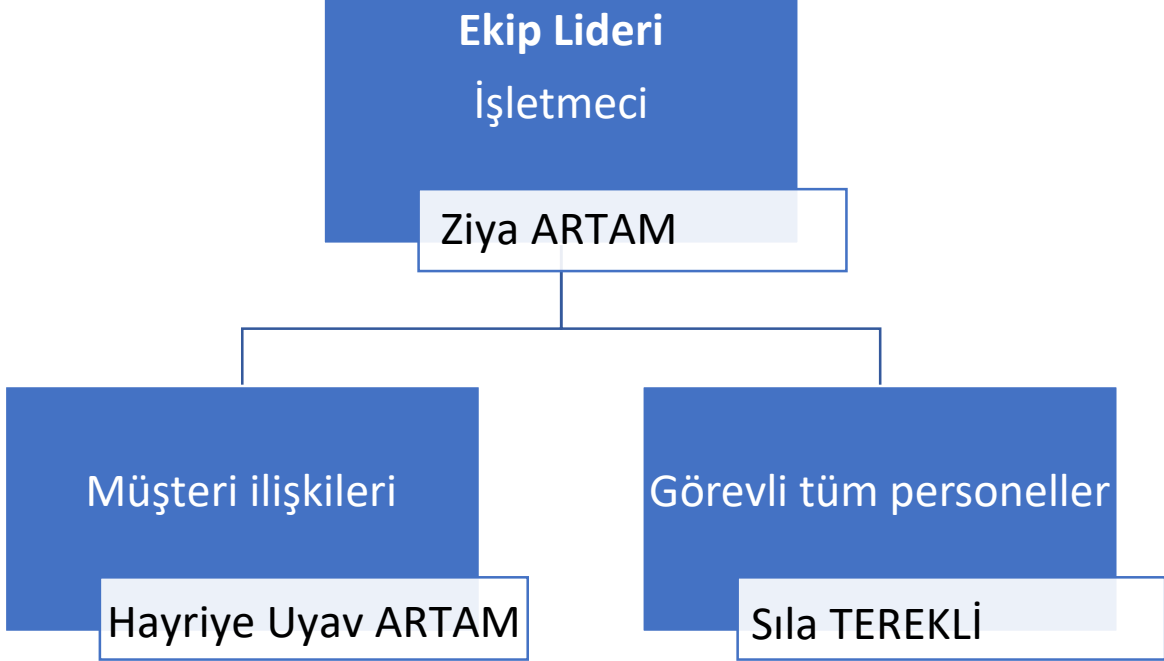 Ekip Lideri
İşletmeci
Ziya ARTAM
Müşteri ilişkileri
Hayriye Uyav ARTAM
Görevli tüm personeller
Sıla TEREKLİ